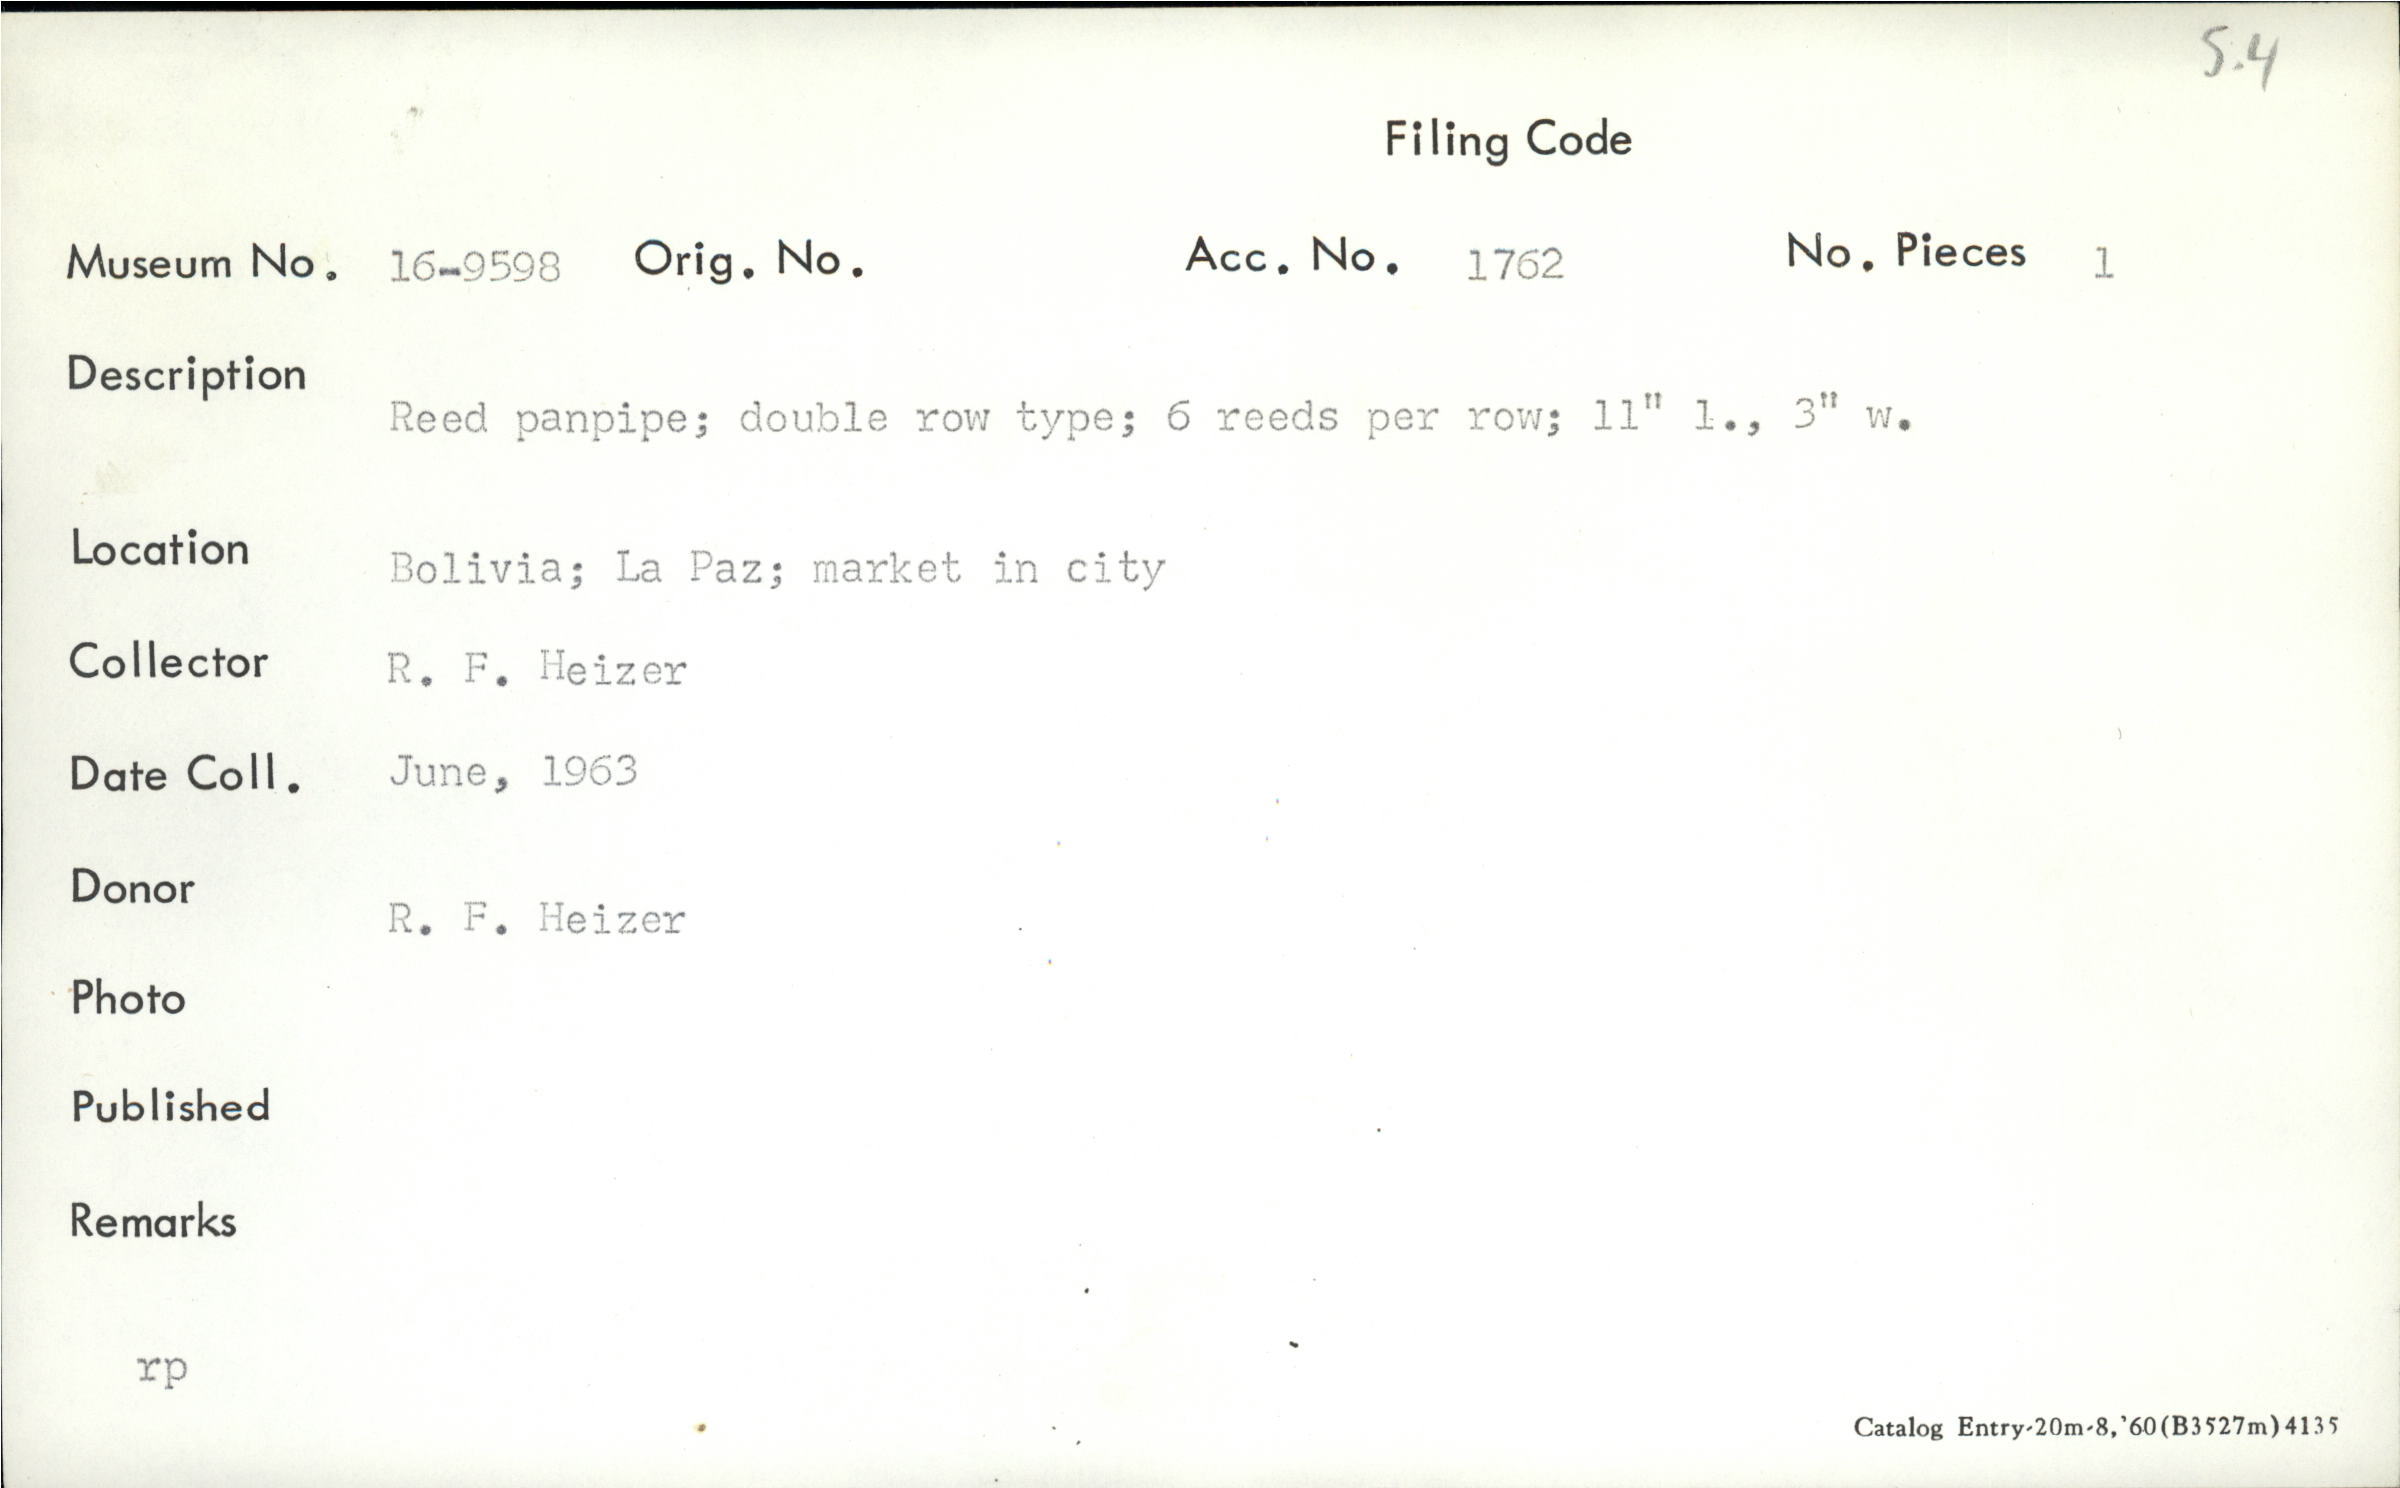 5.4
Filing Code
Museum No. 16-9598 Orig. No. Acc. No. 1762 No. Pieces 1
Description
Reed panpipe; double row type; 6 reeds per row; 11" l., 3" w.
Location
Bolivia; La Paz; market in city
Collector R. F. Heizer
Date Coll. June, 1963
Donor
R. F. Heizer
Photo
Published
Remarks
rp
Catalog Entry-20m-8,'60(B3527m)4135